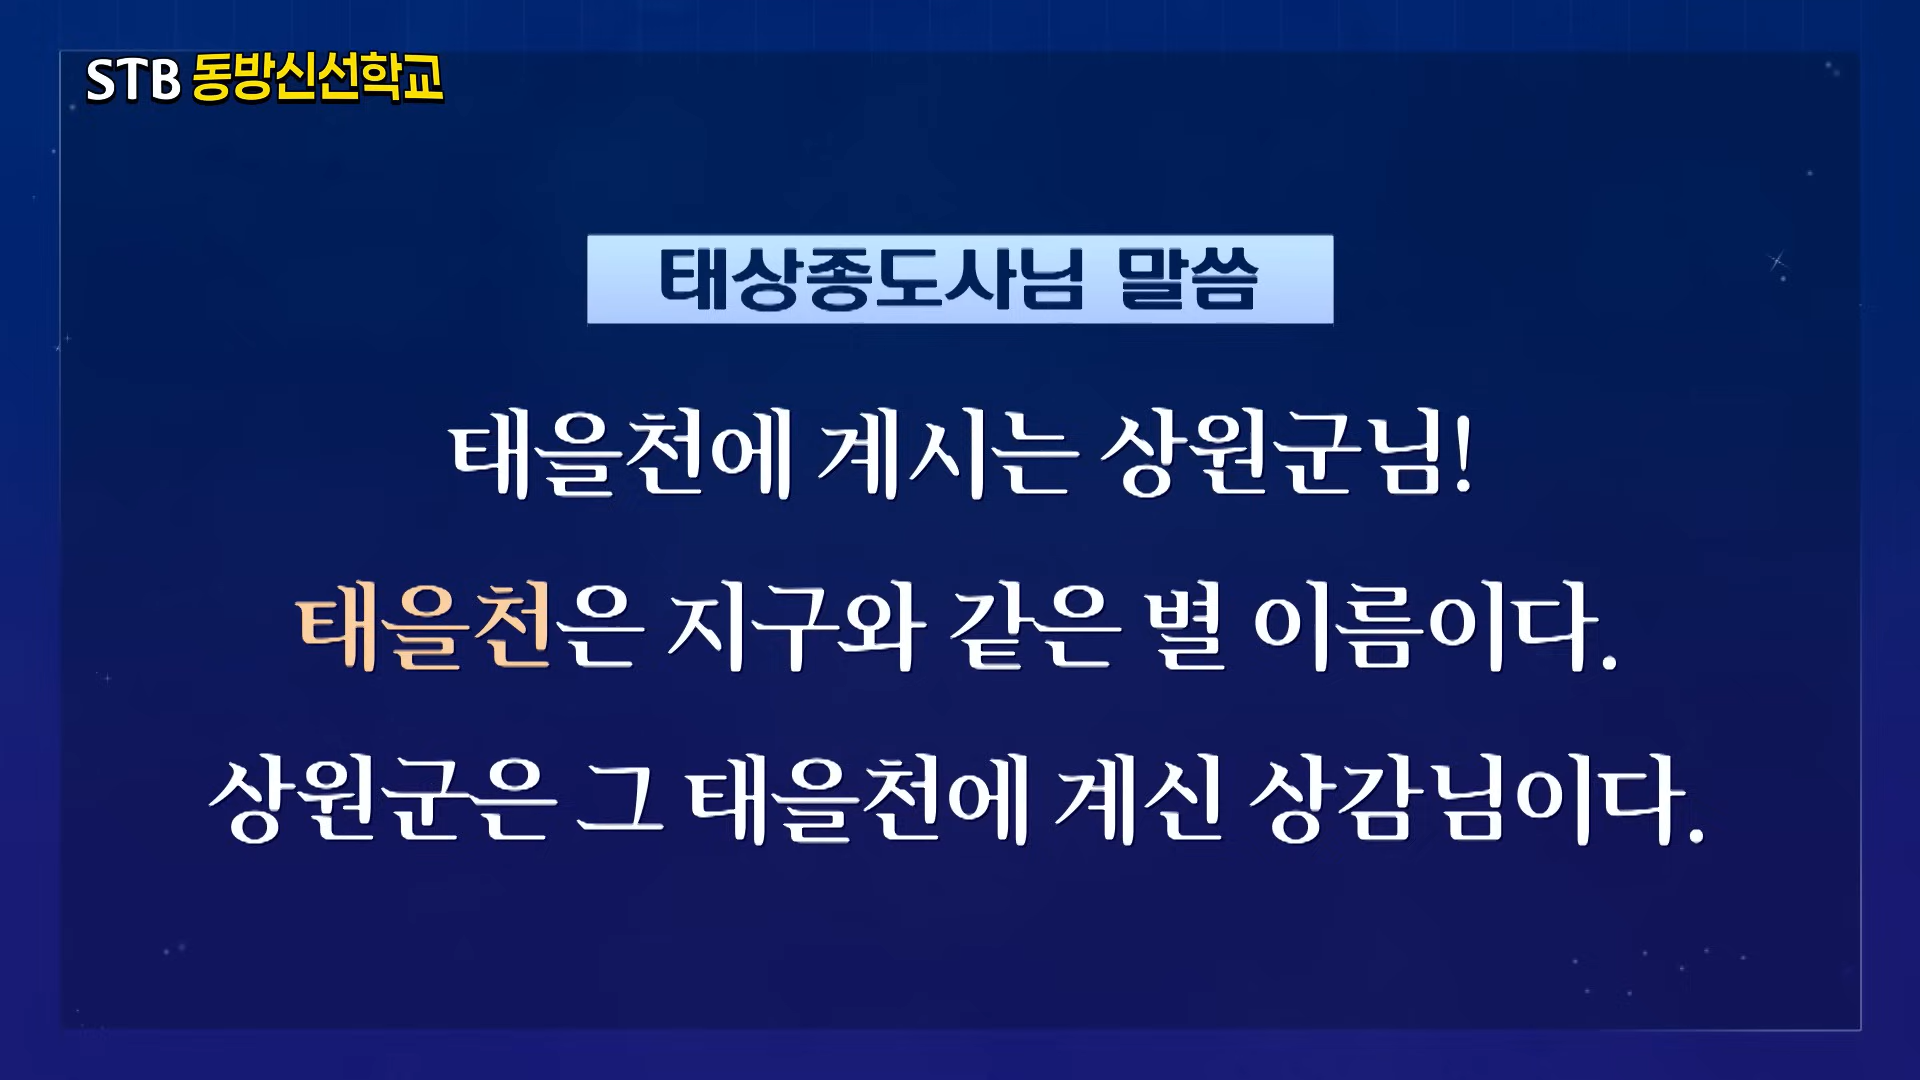 STB 동방신선학교
태상종도사님 말씀
태을천에 계시는 상원군님!
태을천은 지구와 같은 별 이름이다.
상원군은 그 태을천에 계신 상감님이다.